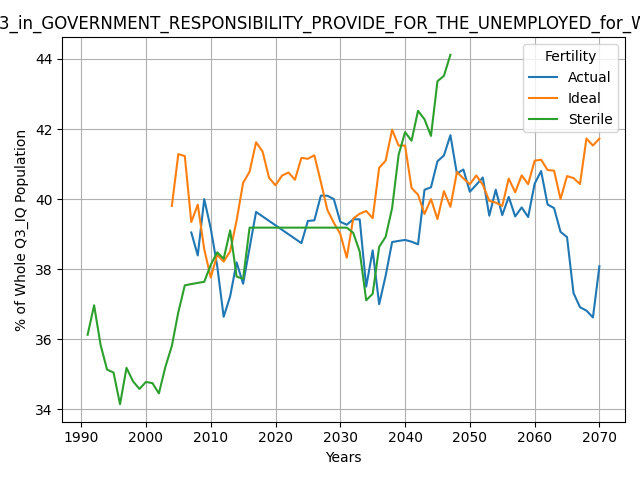 3_in_GOVERNMENT_RESPONSIBILITY_PROVIDE_FOR_THE_UNEMPLOYED_for_W
Fertility
Actual
Ideal
Sterile
% of Whole Q3_IQ Population
44
42
40
38
36
34
1990 2000 2010 2020 2030 2040 2050 2060 2070
Years